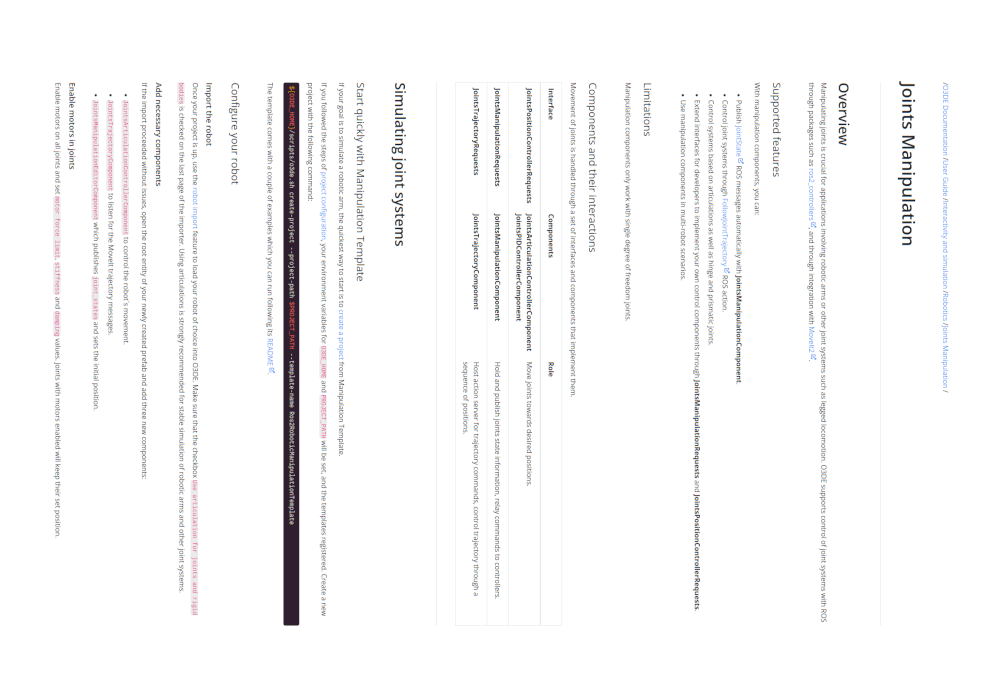 /O3DE Documentation /User Guide /Interactivity and simulation /Robotics /Joints Manipulation /
Joints Manipulation
Overview
Manipulating joints is crucial for applications involving robotic arms or other joint systems such as legged locomotion. O3DE supports control of joint systems with ROS
through packages such as ros2_controllers, and through integration with MoveIt2.
Supported features
With manipulation components, you can:
• Publish JointState ROS messages automatically with JointsManipulationComponent.
• Control joint systems through FollowJointTrajectory ROS action.
• Control systems based on articulations as well as hinge and prismatic joints.
• Extend interfaces for developers to implement your own control components through JointsManipulationRequests and JointsPositionControllerRequests.
• Use manipulation components in multi-robot scenarios.
Limitations
Manipulation components only work with single degree of freedom joints.
Components and their interactions
Movement of joints is handled through a set of interfaces and components that implement them.
Interface Components Role
JointsPositionControllerRequests JointsArticulationControllerComponent Move joints towards desired positions.
JointsPIDControllerComponent
JointsManipulationRequests JointsManipulationComponent Hold and publish joints state information, relay commands to controllers.
JointsTrajectoryRequests JointsTrajectoryComponent Host action server for trajectory commands, control trajectory through a
sequence of positions.
Simulating joint systems
Start quickly with Manipulation Template
If your goal is to simulate a robotic arm, the quickest way to start is to create a project from Manipulation Template.
If you followed the steps of project configuration, your environment variables for O3DE_HOME and PROJECT_PATH will be set, and the templates registered. Create a new
project with the following command:
${O3DE_HOME}/scripts/o3de.sh create-project --project-path $PROJECT_PATH --template-name Ros2RoboticManipulationTemplate
The template comes with a couple of examples which you can run following its README.
Configure your robot
Import the robot
Once your project is up, use the robot import feature to load your robot of choice into O3DE. Make sure that the checkbox Use articulation for joints and rigid
bodies is checked on the last page of the importer. Using articulations is strongly recommended for stable simulation of robotic arms and other joint systems.
Add necessary components
If the import proceeded without issues, open the root entity of your newly created prefab and add three new components:
• JointsArticulationControllerComponent to control the robot's movement.
• JointsTrajectoryComponent to listen for the MoveIt trajectory messages.
• JointsManipulationEditorComponent which publishes joint_states and sets the initial position.
Enable motors in joints
Enable motors in all joints and set motor force limit, stiffness and damping values. Joints with motors enabled will keep their set position.